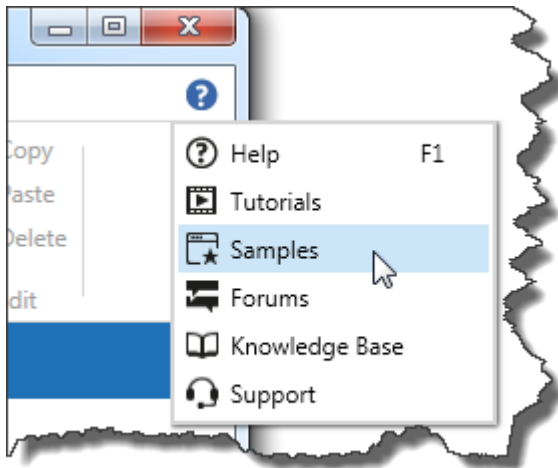 Copy
Paste
Delete
dit
Help F1
Tutorials
Samples
Forums
Knowledge Base
Support